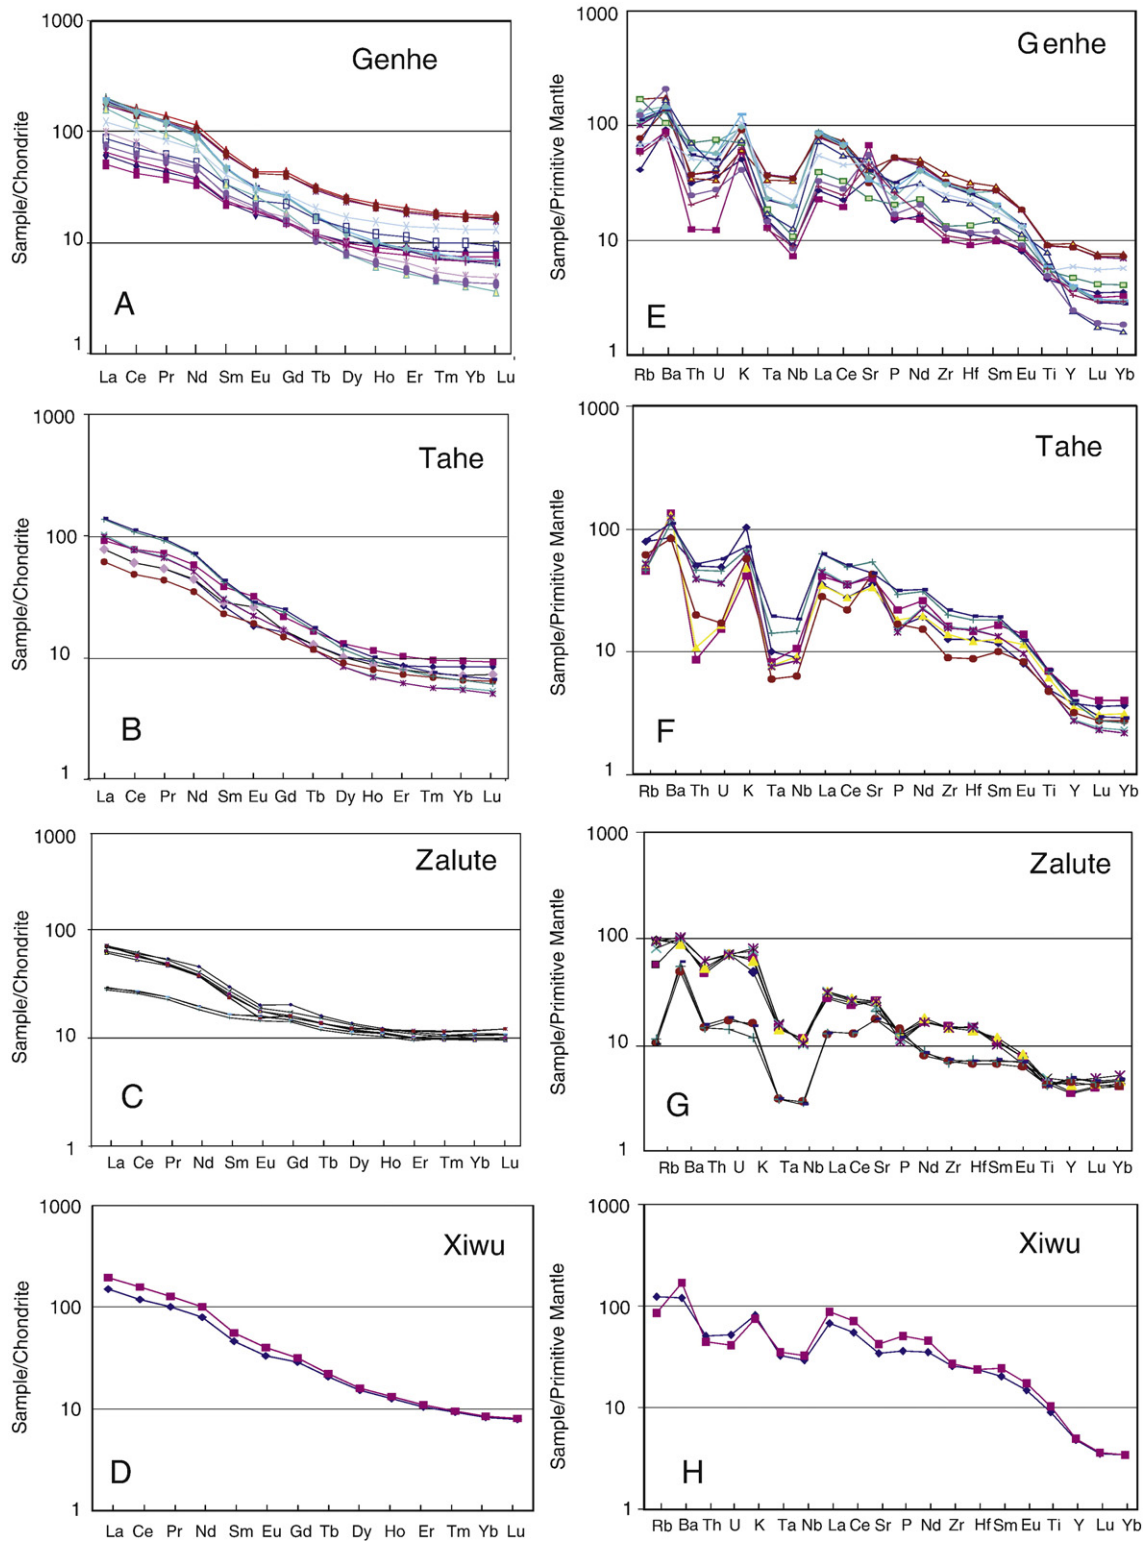 1000
100
10
1
Sample/Chondrite
Genhe
A
La Ce Pr Nd Sm Eu Gd Tb Dy Ho Er Tm Yb Lu
1000
100
10
1
Sample/Primitive Mantle
Genhe
E
Rb Ba Th U K Ta Nb La Ce Sr P Nd Zr Hf Sm Eu Ti Y Lu Yb
1000
100
10
1
Sample/Chondrite
Tahe
B
La Ce Pr Nd Sm Eu Gd Tb Dy Ho Er Tm Yb Lu
1000
100
10
1
Sample/Primitive Mantle
Tahe
F
Rb Ba Th U K Ta Nb La Ce Sr P Nd Zr Hf Sm Eu Ti Y Lu Yb
1000
100
10
1
Sample/Chondrite
Zalute
C
La Ce Pr Nd Sm Eu Gd Tb Dy Ho Er Tm Yb Lu
1000
100
10
1
Sample/Primitive Mantle
Zalute
G
Rb Ba Th U K Ta Nb La Ce Sr P Nd Zr Hf Sm Eu Ti Y Lu Yb
1000
100
10
1
Sample/Chondrite
Xiwu
D
La Ce Pr Nd Sm Eu Gd Tb Dy Ho Er Tm Yb Lu
1000
100
10
1
Sample/Primitive Mantle
Xiwu
H
Rb Ba Th U K Ta Nb La Ce Sr P Nd Zr Hf Sm Eu Ti Y Lu Yb